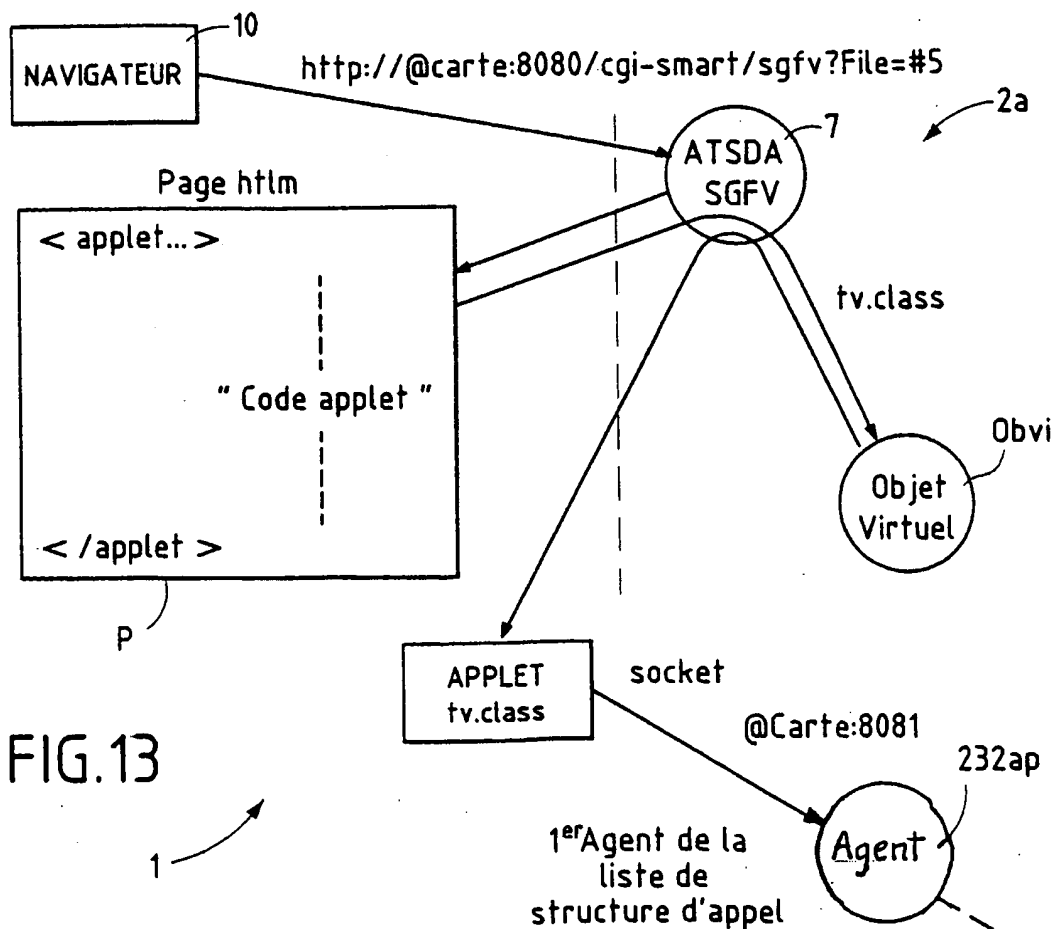 10
NAVIGATEUR
http://@carte:8080/cgi-smart/sgfv?File=#5
2a
7
ATSDA
SGFV
Page htlm
< applet...>
tv.class
" Code applet "
Obvi
Objet
Virtuel
< /applet >
P
APPLET
tv.class
socket
@Carte:8081
FIG.13
232ap
1
1erAgent de la
liste de
structure d'appel
Agent